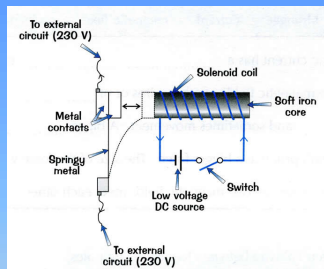 To external
circuit (230 V)
Solenoid coil
Soft iron
core
Metal
contacts
Springy
metal
Switch
Low voltage
DC source
To external
circuit (230 V)